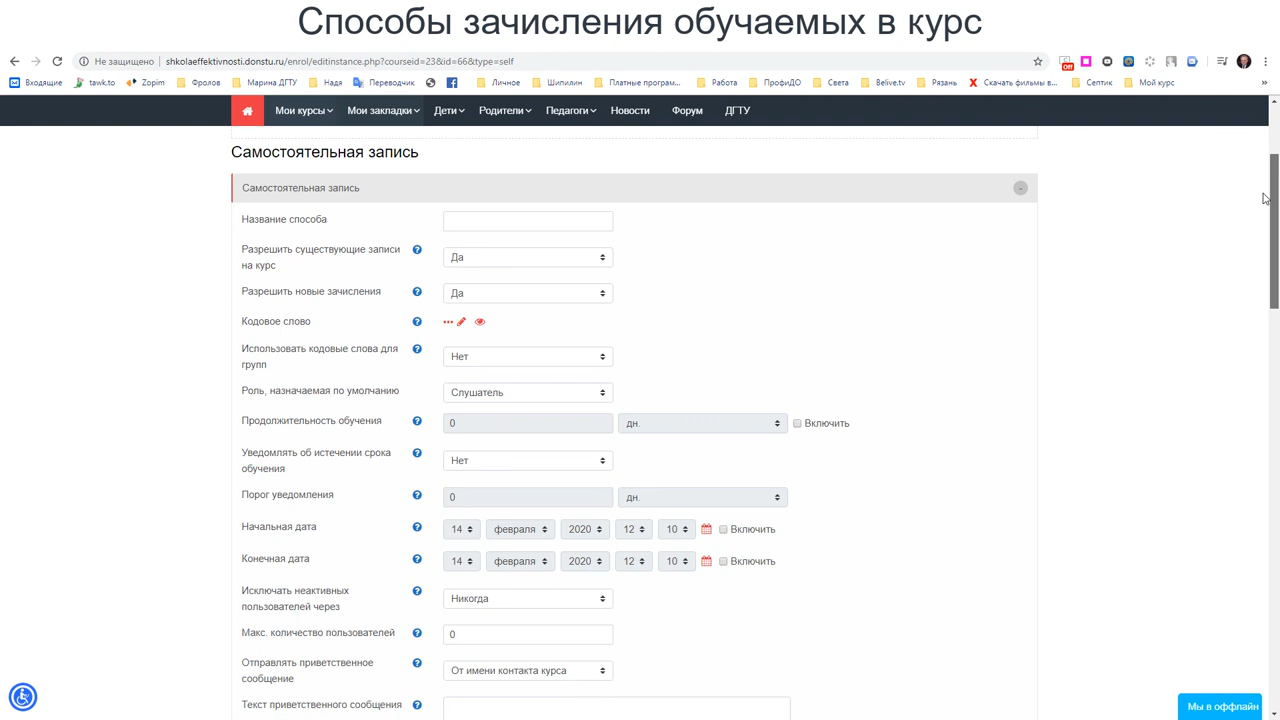 Способы зачисления обучаемых в курс
Не защищено | shkolaeffektivnosti.donstu.ru/enrol/editinstance.php?courseid=23&id=66&type=self
Off
Входящие tawk.to Zopim Фролов Марина ДГТУ Надя Переводчик Личное Шипилин Платные програм... Работа ПрофиДО Света Belive.tv Рязань Скачать фильмы в... Септик Мой курс »
Мои курсы Мои закладки Дети Родители Педагоги Новости Форум ДГТУ
Самостоятельная запись
Самостоятельная запись
Название способа
Разрешить существующие записи на курс Да
Разрешить новые зачисления Да
Кодовое слово
Использовать кодовые слова для групп Нет
Роль, назначаемая по умолчанию Слушатель
Продолжительность обучения 0 дн. Включить
Уведомлять об истечении срока обучения Нет
Порог уведомления 0 дн.
Начальная дата 14 февраля 2020 12 10 Включить
Конечная дата 14 февраля 2020 12 10 Включить
Исключать неактивных пользователей через Никогда
Макс. количество пользователей 0
Отправлять приветственное сообщение От имени контакта курса
Текст приветственного сообщения
Мы в оффлайн